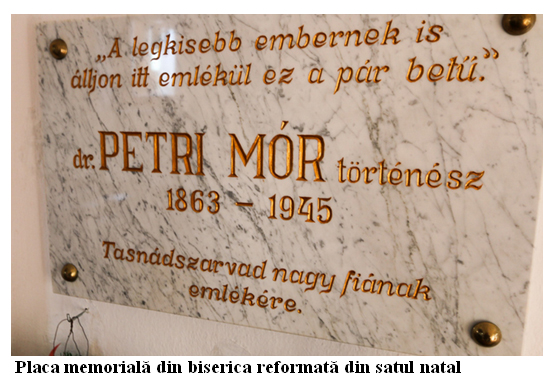 „A legkisebb embernek is
álljon itt emlékül ez a pár betű.”
dr. PETRI MÓR történész
1863 – 1945
Tasnádszarvad nagy fiának
emlékére.
Placa memorială din biserica reformată din satul natal